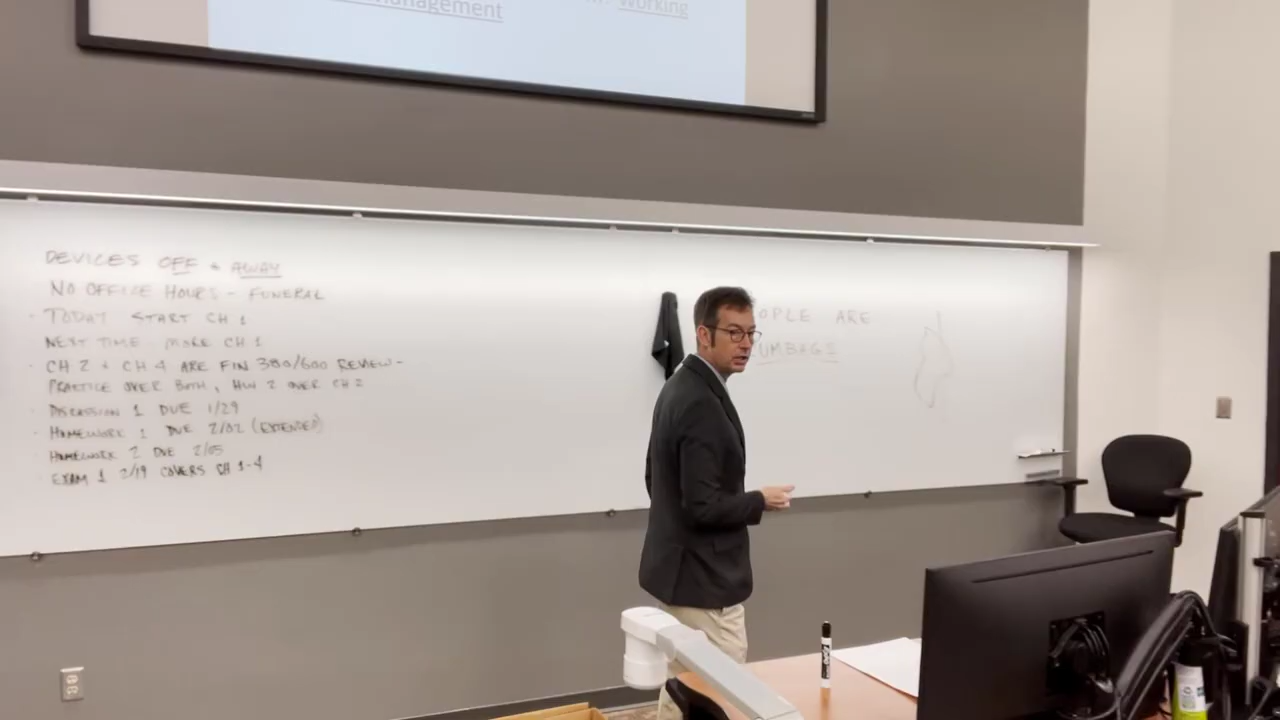 management
working
DEVICES OFF & AWAY
NO OFFICE HOURS - FUNERAL
· TODAY START CH 1
NEXT TIME MORE CH 1
· CH 2 + CH 4 ARE FIN 380/600 REVIEW -
PRACTICE OVER BOTH, HW 2 OVER CH 2
· DISCUSSION 1 DUE 1/29
· HOMEWORK 1 DUE 2/02 (EXTENDED)
· HOMEWORK 2 DUE 2/05
· EXAM 1 2/19 COVERS CH 1-4
OPLE ARE
UMBAGS
EXPO